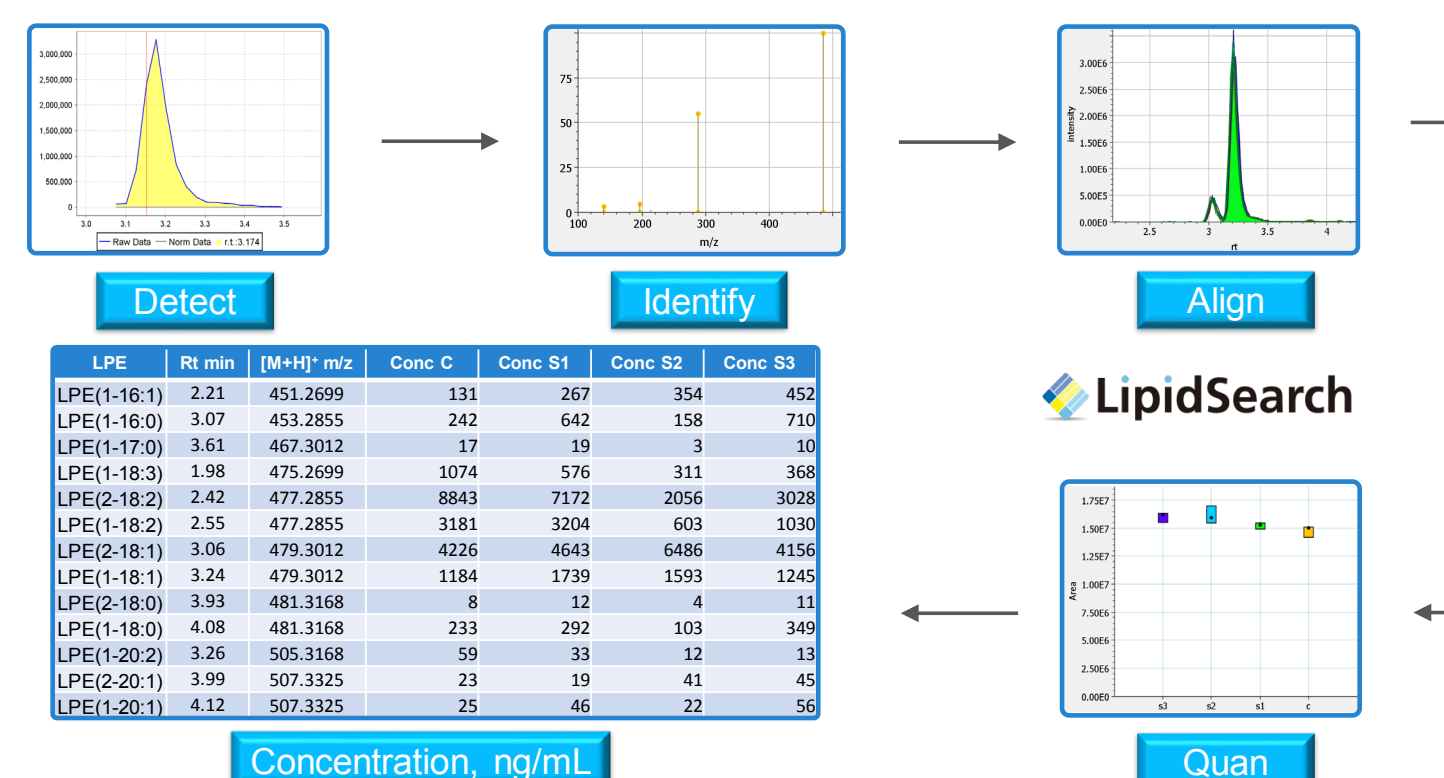 3,000,000
2,500,000
2,000,000
1,500,000
1,000,000
500,000
0
3.0 3.1 3.2 3.3 3.4 3.5
Raw Data Norm Data r.t.:3.174
Detect
75
50
25
0
100 200 300 400
m/z
Identify
intensity
3.00E6
2.50E6
2.00E6
1.50E6
1.00E6
5.00E5
0.00E0
2.5 3 3.5 4
rt
Align
LPE Rt min [M+H]⁺ m/z Conc C Conc S1 Conc S2 Conc S3
LPE(1-16:1) 2.21 451.2699 131 267 354 452
LPE(1-16:0) 3.07 453.2855 242 642 158 710
LPE(1-17:0) 3.61 467.3012 17 19 3 10
LPE(1-18:3) 1.98 475.2699 1074 576 311 368
LPE(2-18:2) 2.42 477.2855 8843 7172 2056 3028
LPE(1-18:2) 2.55 477.2855 3181 3204 603 1030
LPE(2-18:1) 3.06 479.3012 4226 4643 6486 4156
LPE(1-18:1) 3.24 479.3012 1184 1739 1593 1245
LPE(2-18:0) 3.93 481.3168 8 12 4 11
LPE(1-18:0) 4.08 481.3168 233 292 103 349
LPE(1-20:2) 3.26 505.3168 59 33 12 13
LPE(2-20:1) 3.99 507.3325 23 19 41 45
LPE(1-20:1) 4.12 507.3325 25 46 22 56
Concentration, ng/mL
LipidSearch
Area
1.75E7
1.50E7
1.25E7
1.00E7
7.50E6
5.00E6
2.50E6
0.00E0
s3 s2 s1 c
Quan